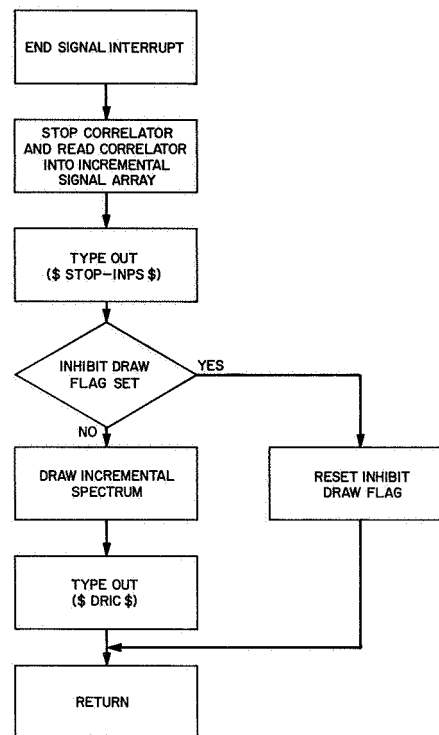 END SIGNAL INTERRUPT
STOP CORRELATOR
AND READ CORRELATOR
INTO INCREMENTAL
SIGNAL ARRAY
TYPE OUT
($ STOP-INPS $)
INHIBIT DRAW
FLAG SET
YES
NO
DRAW INCREMENTAL
SPECTRUM
RESET INHIBIT
DRAW FLAG
TYPE OUT
($ DRIC $)
RETURN